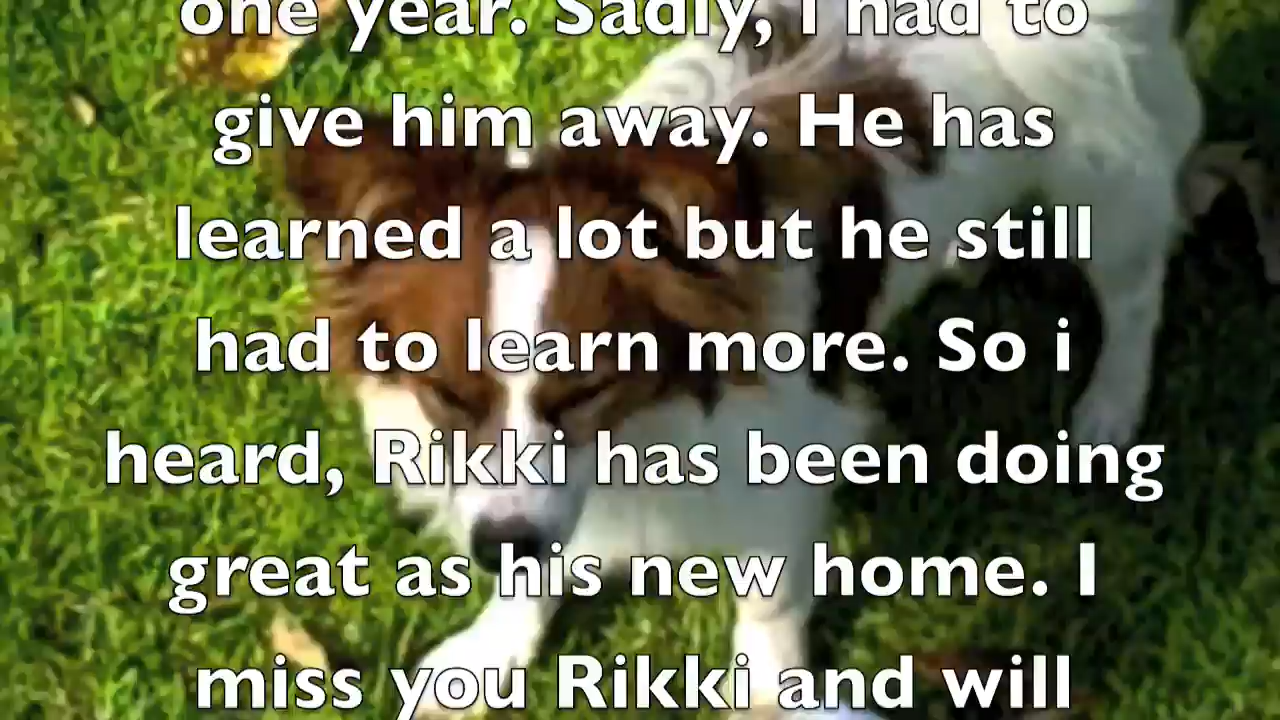 one year. Sadly, I had to
give him away. He has
learned a lot but he still
had to learn more. So i
heard, Rikki has been doing
great as his new home. I
miss you Rikki and will